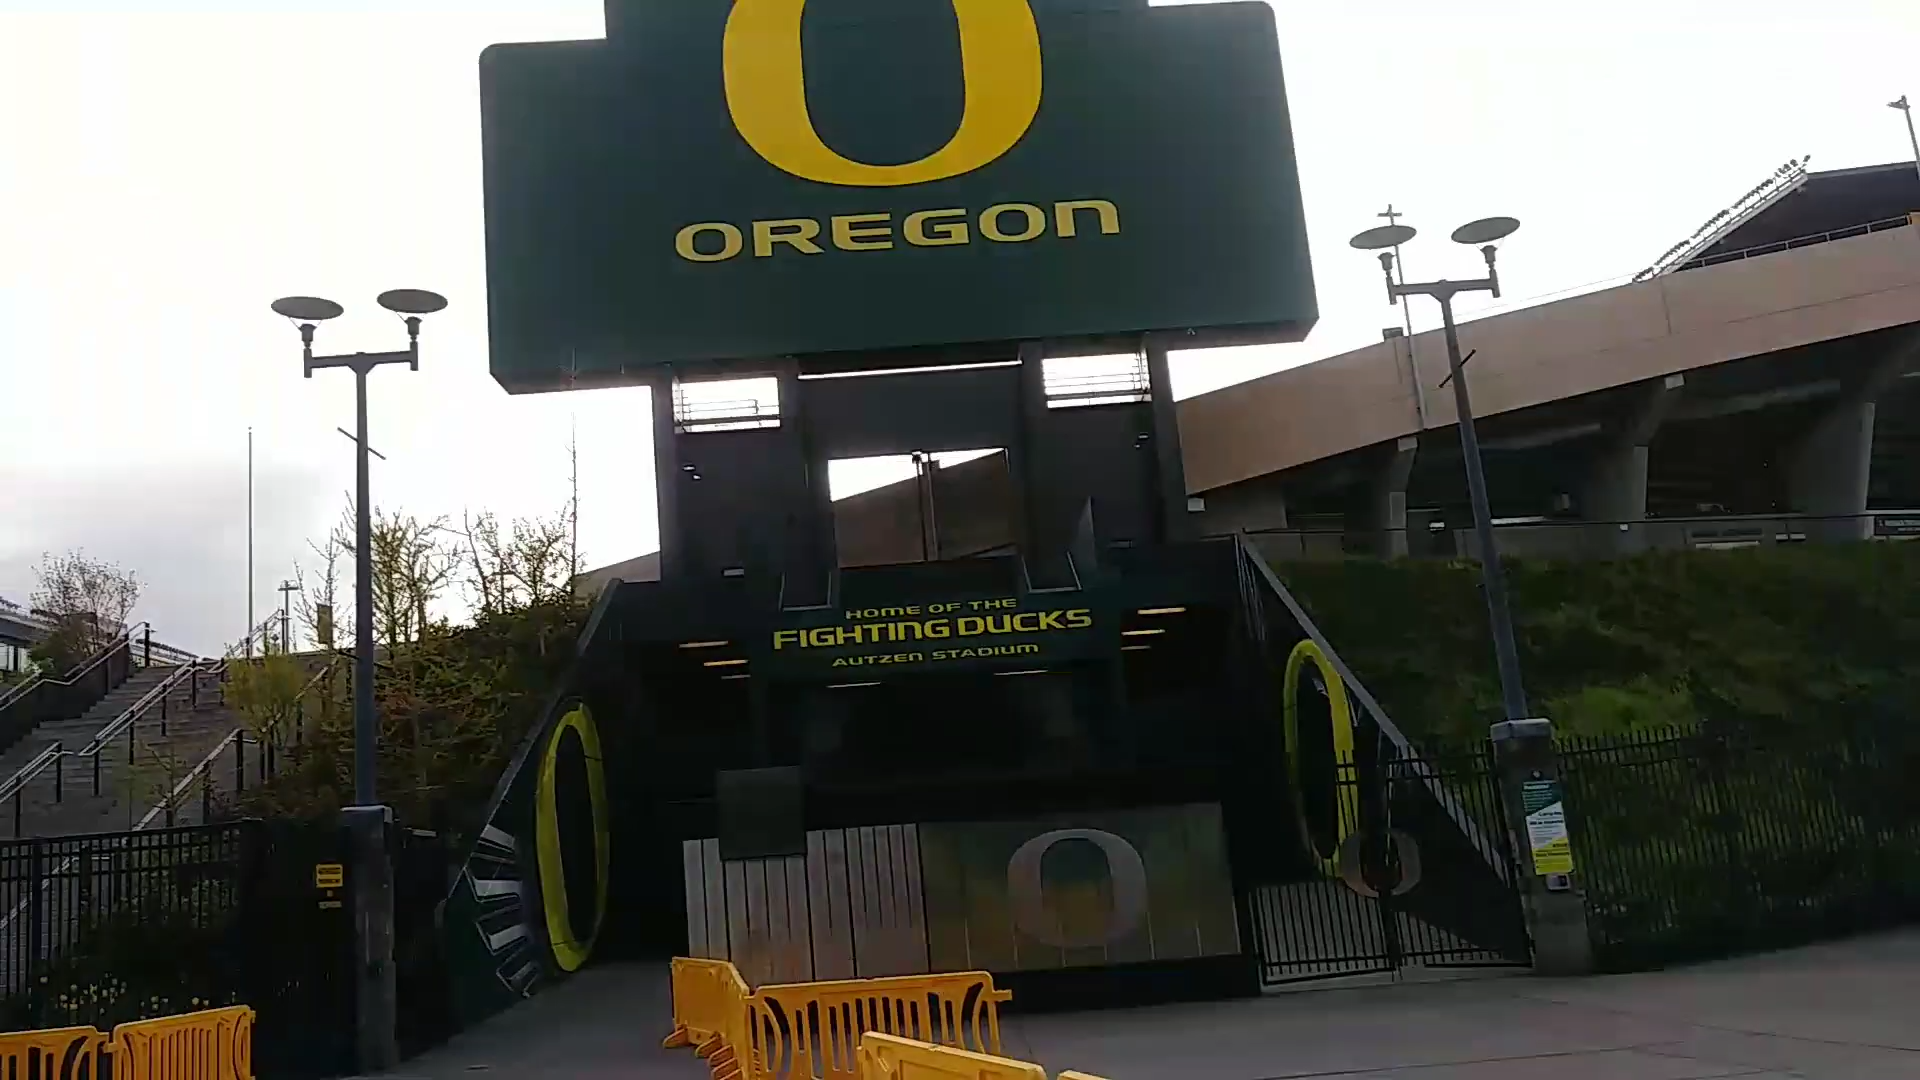 O
OREGON
HOME OF THE
FIGHTING DUCKS
AUTZEN STADIUM
O
O
O
O